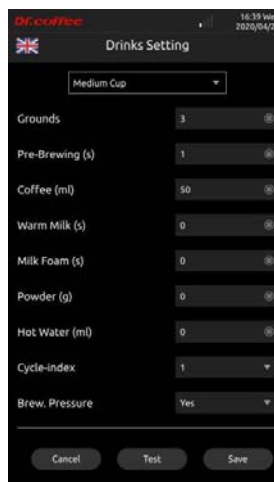 Dr.coffee
16:39 We
2020/04/2
Drinks Setting
Medium Cup
Grounds 3
Pre-Brewing (s) 1
Coffee (ml) 50
Warm Milk (s) 0
Milk Foam (s) 0
Powder (g) 0
Hot Water (ml) 0
Cycle-index 1
Brew. Pressure Yes
Cancel Test Save